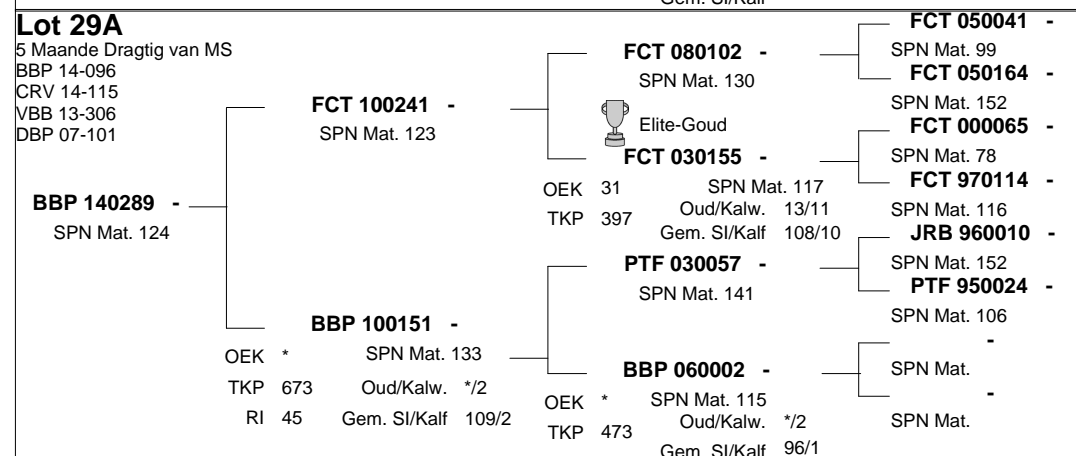 Gem. SI/Kalf
Lot 29A
5 Maande Dragtig van MS
BBP 14-096
CRV 14-115
VBB 13-306
DBP 07-101
BBP 140289 -
SPN Mat. 124
FCT 100241 -
SPN Mat. 123
BBP 100151 -
OEK * SPN Mat. 133
TKP 673 Oud/Kalw. */2
RI 45 Gem. SI/Kalf 109/2
FCT 080102 -
SPN Mat. 130
Elite-Goud
FCT 030155 -
OEK 31 SPN Mat. 117
TKP 397 Oud/Kalw. 13/11
Gem. SI/Kalf 108/10
PTF 030057 -
SPN Mat. 141
BBP 060002 -
OEK * SPN Mat. 115
TKP 473 Oud/Kalw. */2
Gem. SI/Kalf 96/1
FCT 050041 -
SPN Mat. 99
FCT 050164 -
SPN Mat. 152
FCT 000065 -
SPN Mat. 78
FCT 970114 -
SPN Mat. 116
JRB 960010 -
SPN Mat. 152
PTF 950024 -
SPN Mat. 106
-
SPN Mat.
-
SPN Mat.